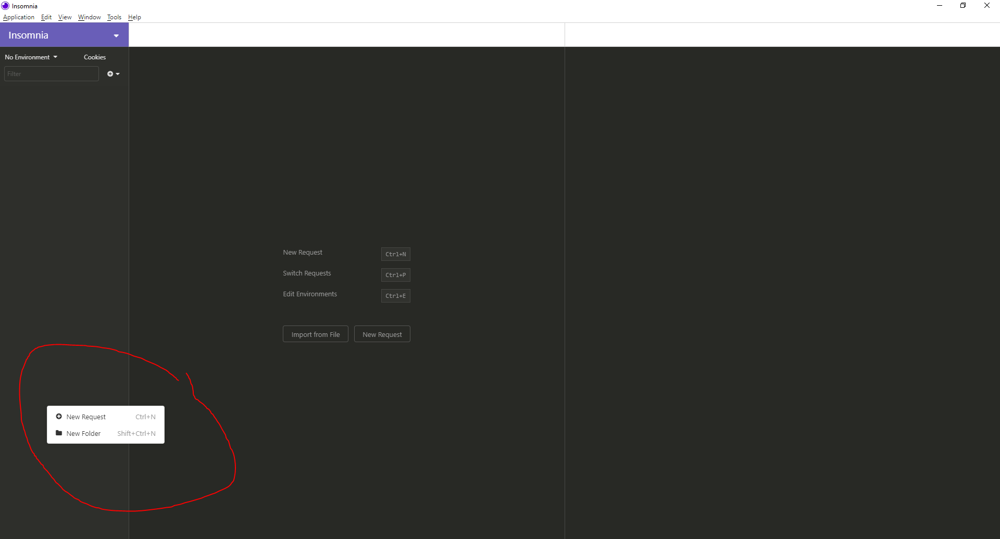 Insomnia
Application Edit View Window Tools Help
Insomnia
No Environment Cookies
Filter
New Request Ctrl+N
Switch Requests Ctrl+P
Edit Environments Ctrl+E
Import from File New Request
New Request Ctrl+N
New Folder Shift+Ctrl+N